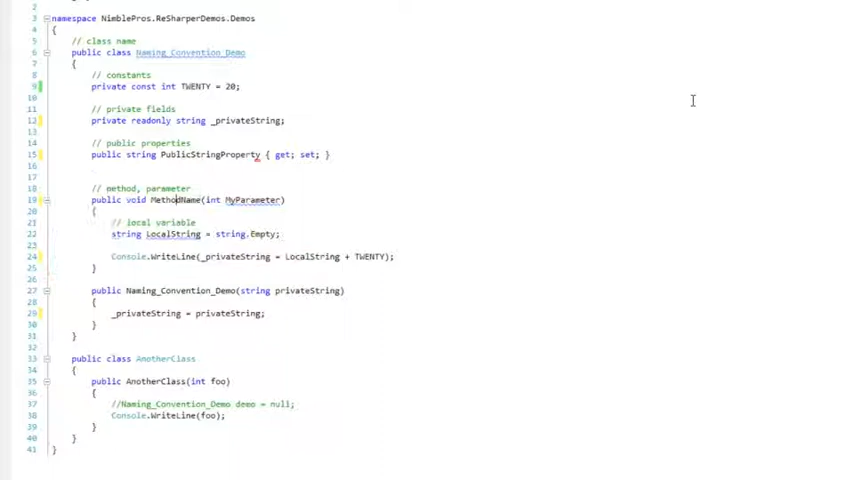 2
3 namespace NimblePros.ReSharperDemos.Demos
4 {
5 // class name
6 public class Naming_Convention_Demo
7 {
8 // constants
9 private const int TWENTY = 20;
10
11 // private fields
12 private readonly string _privateString;
13
14 // public properties
15 public string PublicStringProperty { get; set; }
16
17
18 // method, parameter
19 public void MethodName(int MyParameter)
20 {
21 // local variable
22 string LocalString = string.Empty;
23
24 Console.WriteLine(_privateString = LocalString + TWENTY);
25 }
26
27 public Naming_Convention_Demo(string privateString)
28 {
29 _privateString = privateString;
30 }
31 }
32
33 public class AnotherClass
34 {
35 public AnotherClass(int foo)
36 {
37 //Naming_Convention_Demo demo = null;
38 Console.WriteLine(foo);
39 }
40 }
41 }